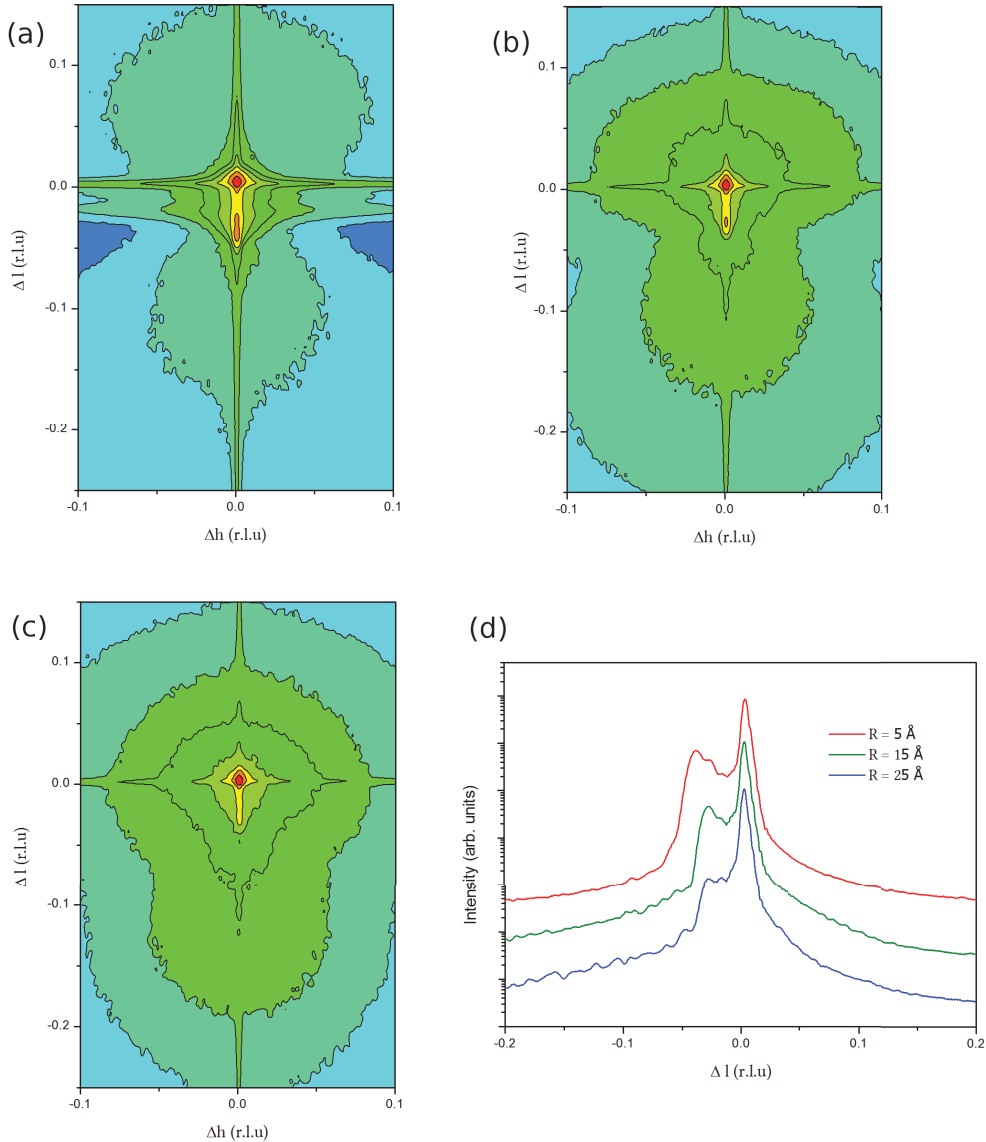 (a)
0.1
0.0
-0.1
-0.2
Δ l (r.l.u)
-0.1
0.0
0.1
Δh (r.l.u)
(b)
0.1
0.0
-0.1
-0.2
Δ l (r.l.u)
-0.1
0.0
0.1
Δh (r.l.u)
(c)
0.1
0.0
-0.1
-0.2
Δ l (r.l.u)
-0.1
0.0
0.1
Δh (r.l.u)
(d)
R = 5 Å
R = 15 Å
R = 25 Å
Intensity (arb. units)
-0.2
-0.1
0.0
0.1
0.2
Δ l (r.l.u)